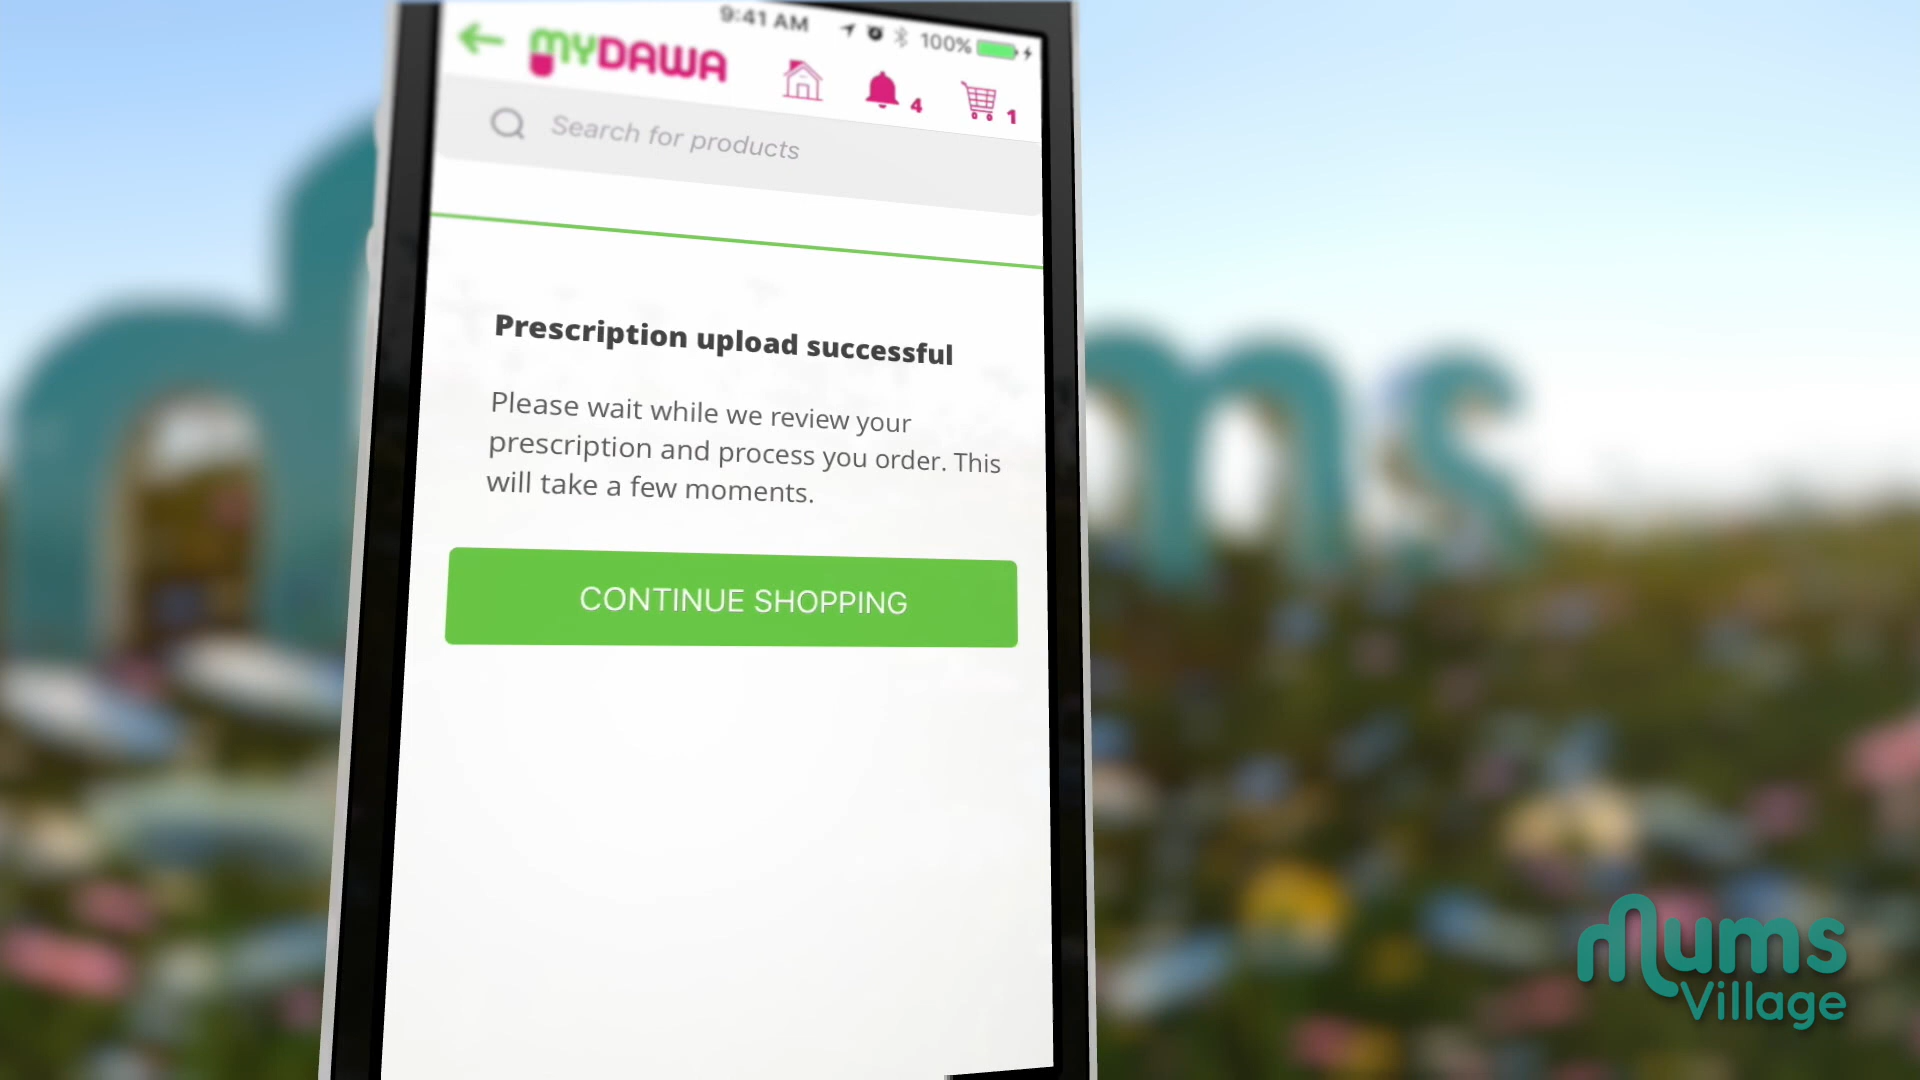 9:41 AM 100%
MYDAWA
4
1
Search for products
Prescription upload successful
Please wait while we review your
prescription and process you order. This
will take a few moments.
CONTINUE SHOPPING
ms
mums
Village